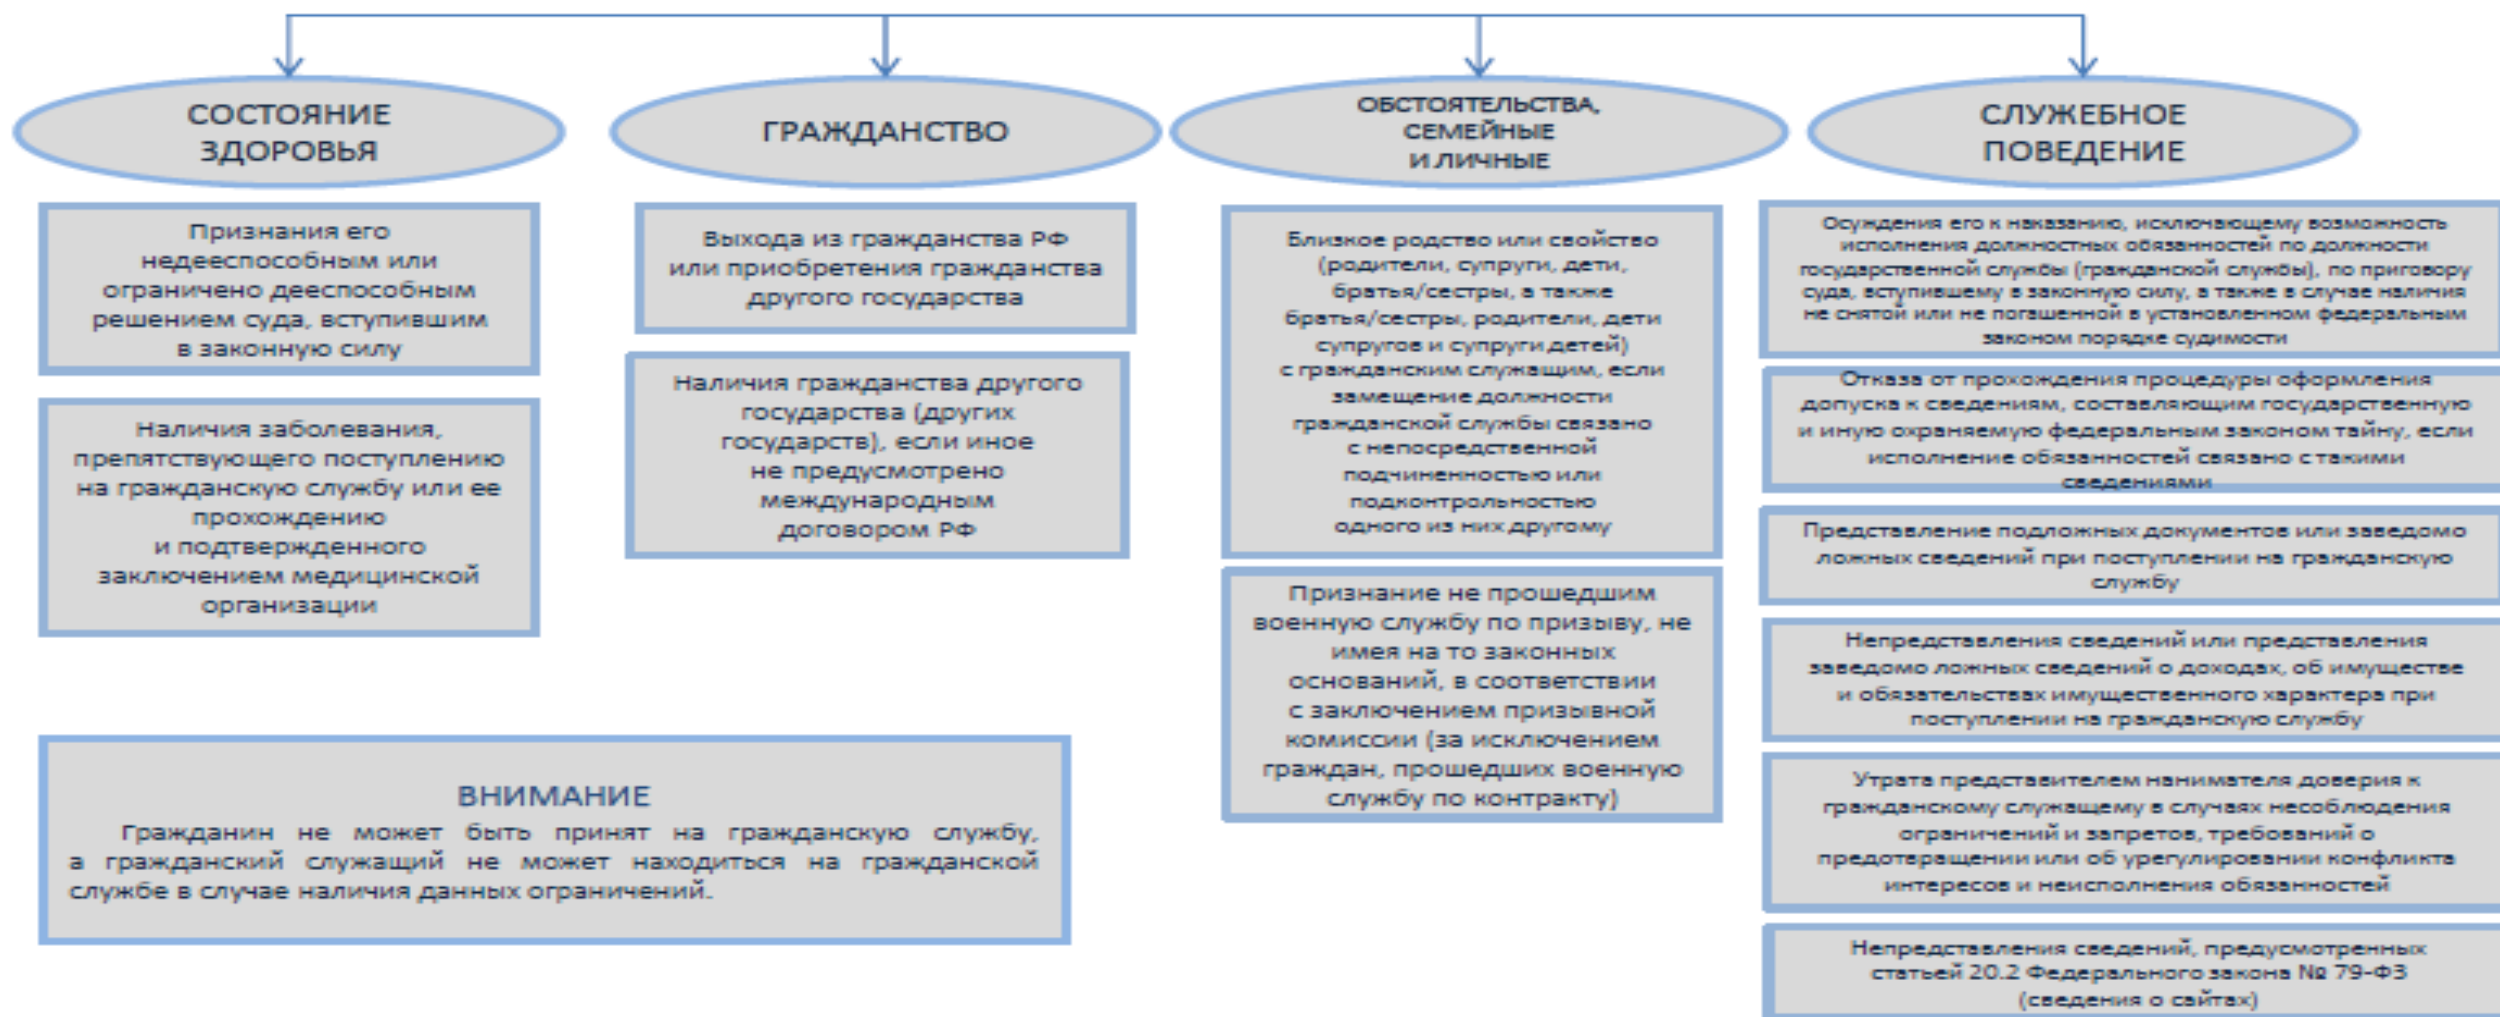 СОСТОЯНИЕ
ЗДОРОВЬЯ
Признания его
недееспособным или
ограничено дееспособным
решением суда, вступившим
в законную силу
Наличия заболевания,
препятствующего поступлению
на гражданскую службу или ее
прохождению
и подтвержденного
заключением медицинской
организации
ГРАЖДАНСТВО
Выхода из гражданства РФ
или приобретения гражданства
другого государства
Наличия гражданства другого
государства (других
государств), если иное
не предусмотрено
международным
договором РФ
ОБСТОЯТЕЛЬСТВА,
СЕМЕЙНЫЕ
И ЛИЧНЫЕ
Близкое родство или свойство
(родители, супруги, дети,
братья/сестры, а также
братья/сестры, родители, дети
супругов и супруги детей)
с гражданским служащим, если
замещение должности
гражданской службы связано
с непосредственной
подчиненностью или
подконтрольностью
одного из них другому
Признание не прошедшим
военную службу по призыву, не
имея на то законных
оснований, в соответствии
с заключением призывной
комиссии (за исключением
граждан, прошедших военную
службу по контракту)
СЛУЖЕБНОЕ
ПОВЕДЕНИЕ
Осуждения его к наказанию, исключающему возможность
исполнения должностных обязанностей по должности
государственной службы (гражданской службы), по приговору
суда, вступившему в законную силу, а также в случае наличия
не снятой или не погашенной в установленном федеральным
законом порядке судимости
Отказа от прохождения процедуры оформления
допуска к сведениям, составляющим государственную
и иную охраняемую федеральным законом тайну, если
исполнение обязанностей связано с такими
сведениями
Представление подложных документов или заведомо
ложных сведений при поступлении на гражданскую
службу
Непредставления сведений или представления
заведомо ложных сведений о доходах, об имуществе
и обязательствах имущественного характера при
поступлении на гражданскую службу
Утрата представителем нанимателя доверия к
гражданскому служащему в случаях несоблюдения
ограничений и запретов, требований о
предотвращении или об урегулировании конфликта
интересов и неисполнения обязанностей
Непредставления сведений, предусмотренных
статьей 20.2 Федерального закона № 79-ФЗ
(сведения о сайтах)
ВНИМАНИЕ
Гражданин не может быть принят на гражданскую службу,
а гражданский служащий не может находиться на гражданской
службе в случае наличия данных ограничений.